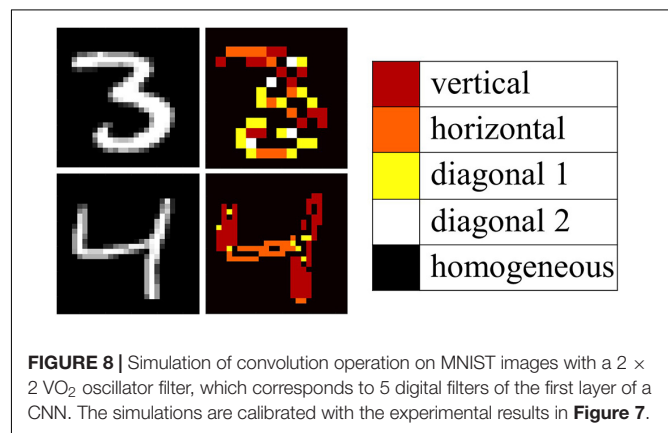 vertical
horizontal
diagonal 1
diagonal 2
homogeneous
FIGURE 8 | Simulation of convolution operation on MNIST images with a 2 ×
2 VO₂ oscillator filter, which corresponds to 5 digital filters of the first layer of a
CNN. The simulations are calibrated with the experimental results in Figure 7.